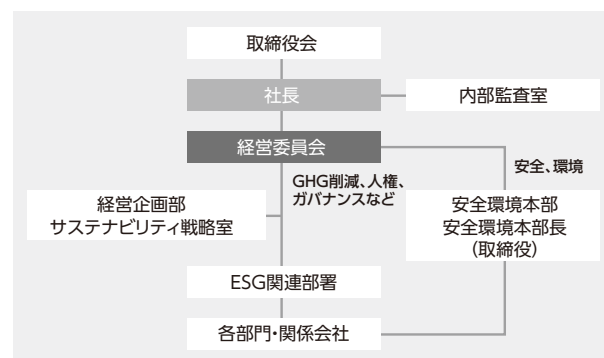 取締役会
社長
内部監査室
経営委員会
安全、環境
GHG削減、人権、
ガバナンスなど
経営企画部
サステナビリティ戦略室
安全環境本部
安全環境本部長
(取締役)
ESG関連部署
各部門・関係会社